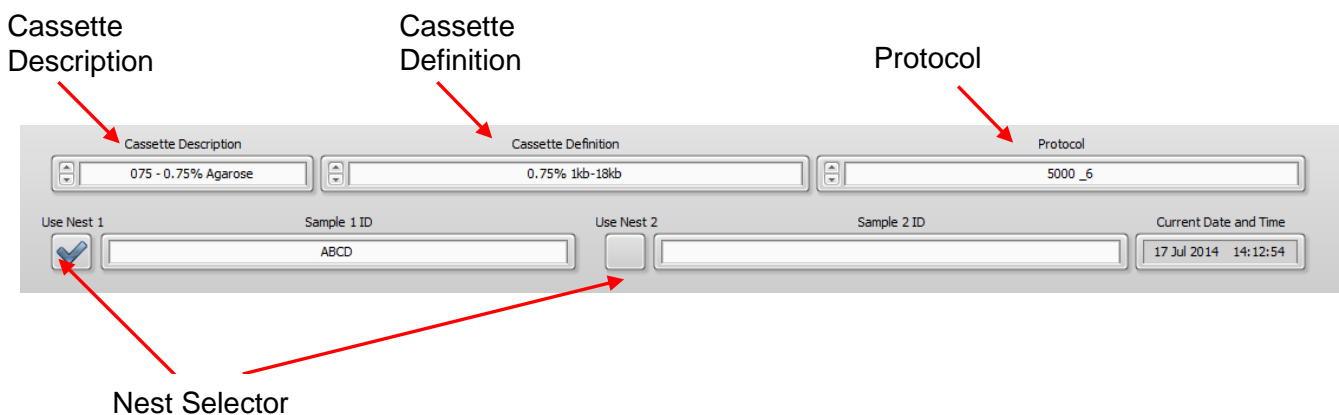 Cassette
Description
Cassette
Definition
Protocol
Cassette Description
Cassette Definition
Protocol
075 - 0.75% Agarose
0.75% 1kb-18kb
5000 _6
Use Nest 1
Sample 1 ID
Use Nest 2
Sample 2 ID
Current Date and Time
ABCD
17 Jul 2014 14:12:54
Nest Selector